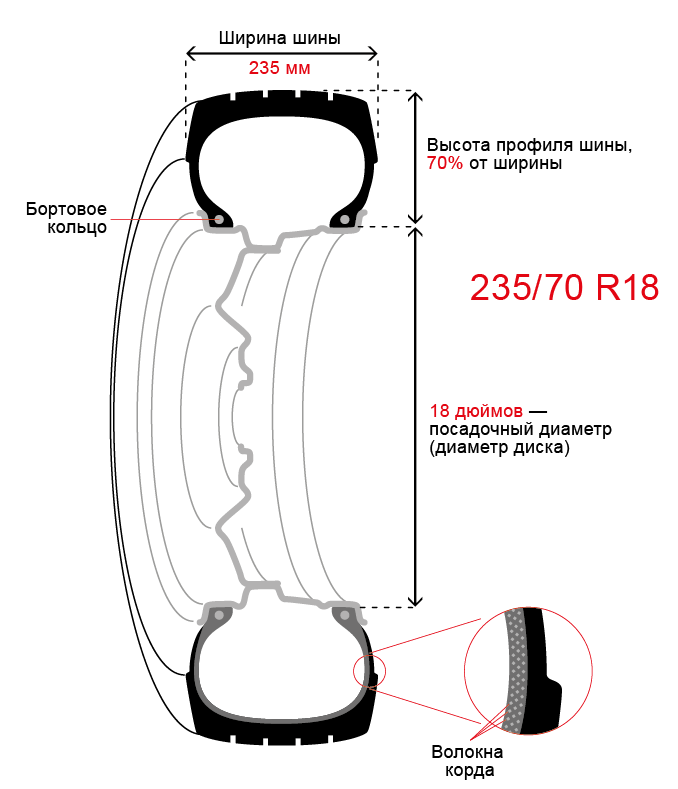 Ширина шины
235 мм
Высота профиля шины,
70% от ширины
Бортовое
кольцо
235/70 R18
18 дюймов —
посадочный диаметр
(диаметр диска)
Волокна
корда